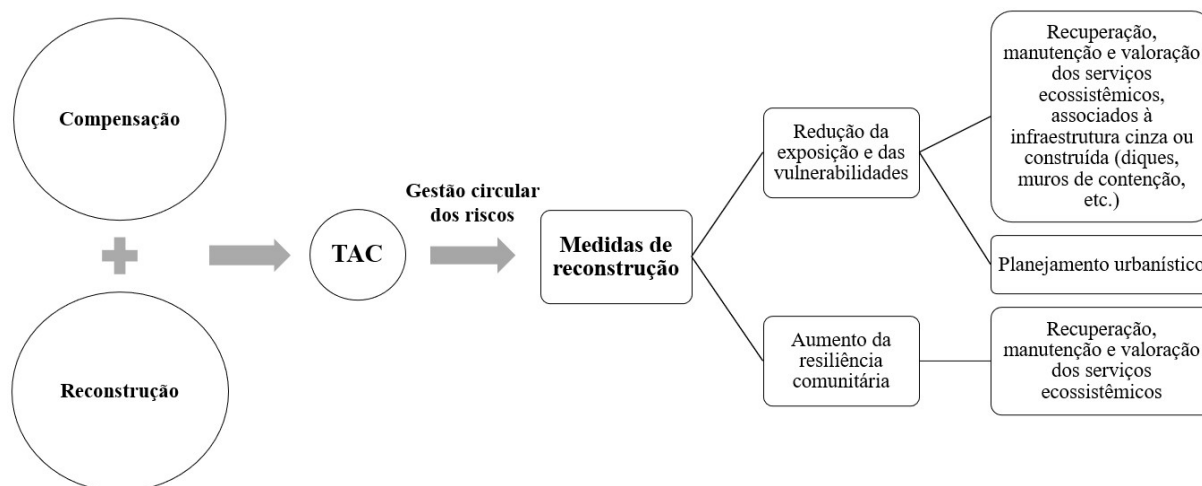 Compensação
Reconstrução
TAC
Gestão circular
dos riscos
Medidas de
reconstrução
Redução da
exposição e das
vulnerabilidades
Aumento da
resiliência
comunitária
Recuperação,
manutenção e valoração
dos serviços
ecossistêmicos,
associados à
infraestrutura cinza ou
construída (diques,
muros de contenção,
etc.)
Planejamento urbanístico
Recuperação,
manutenção e valoração
dos serviços
ecossistêmicos